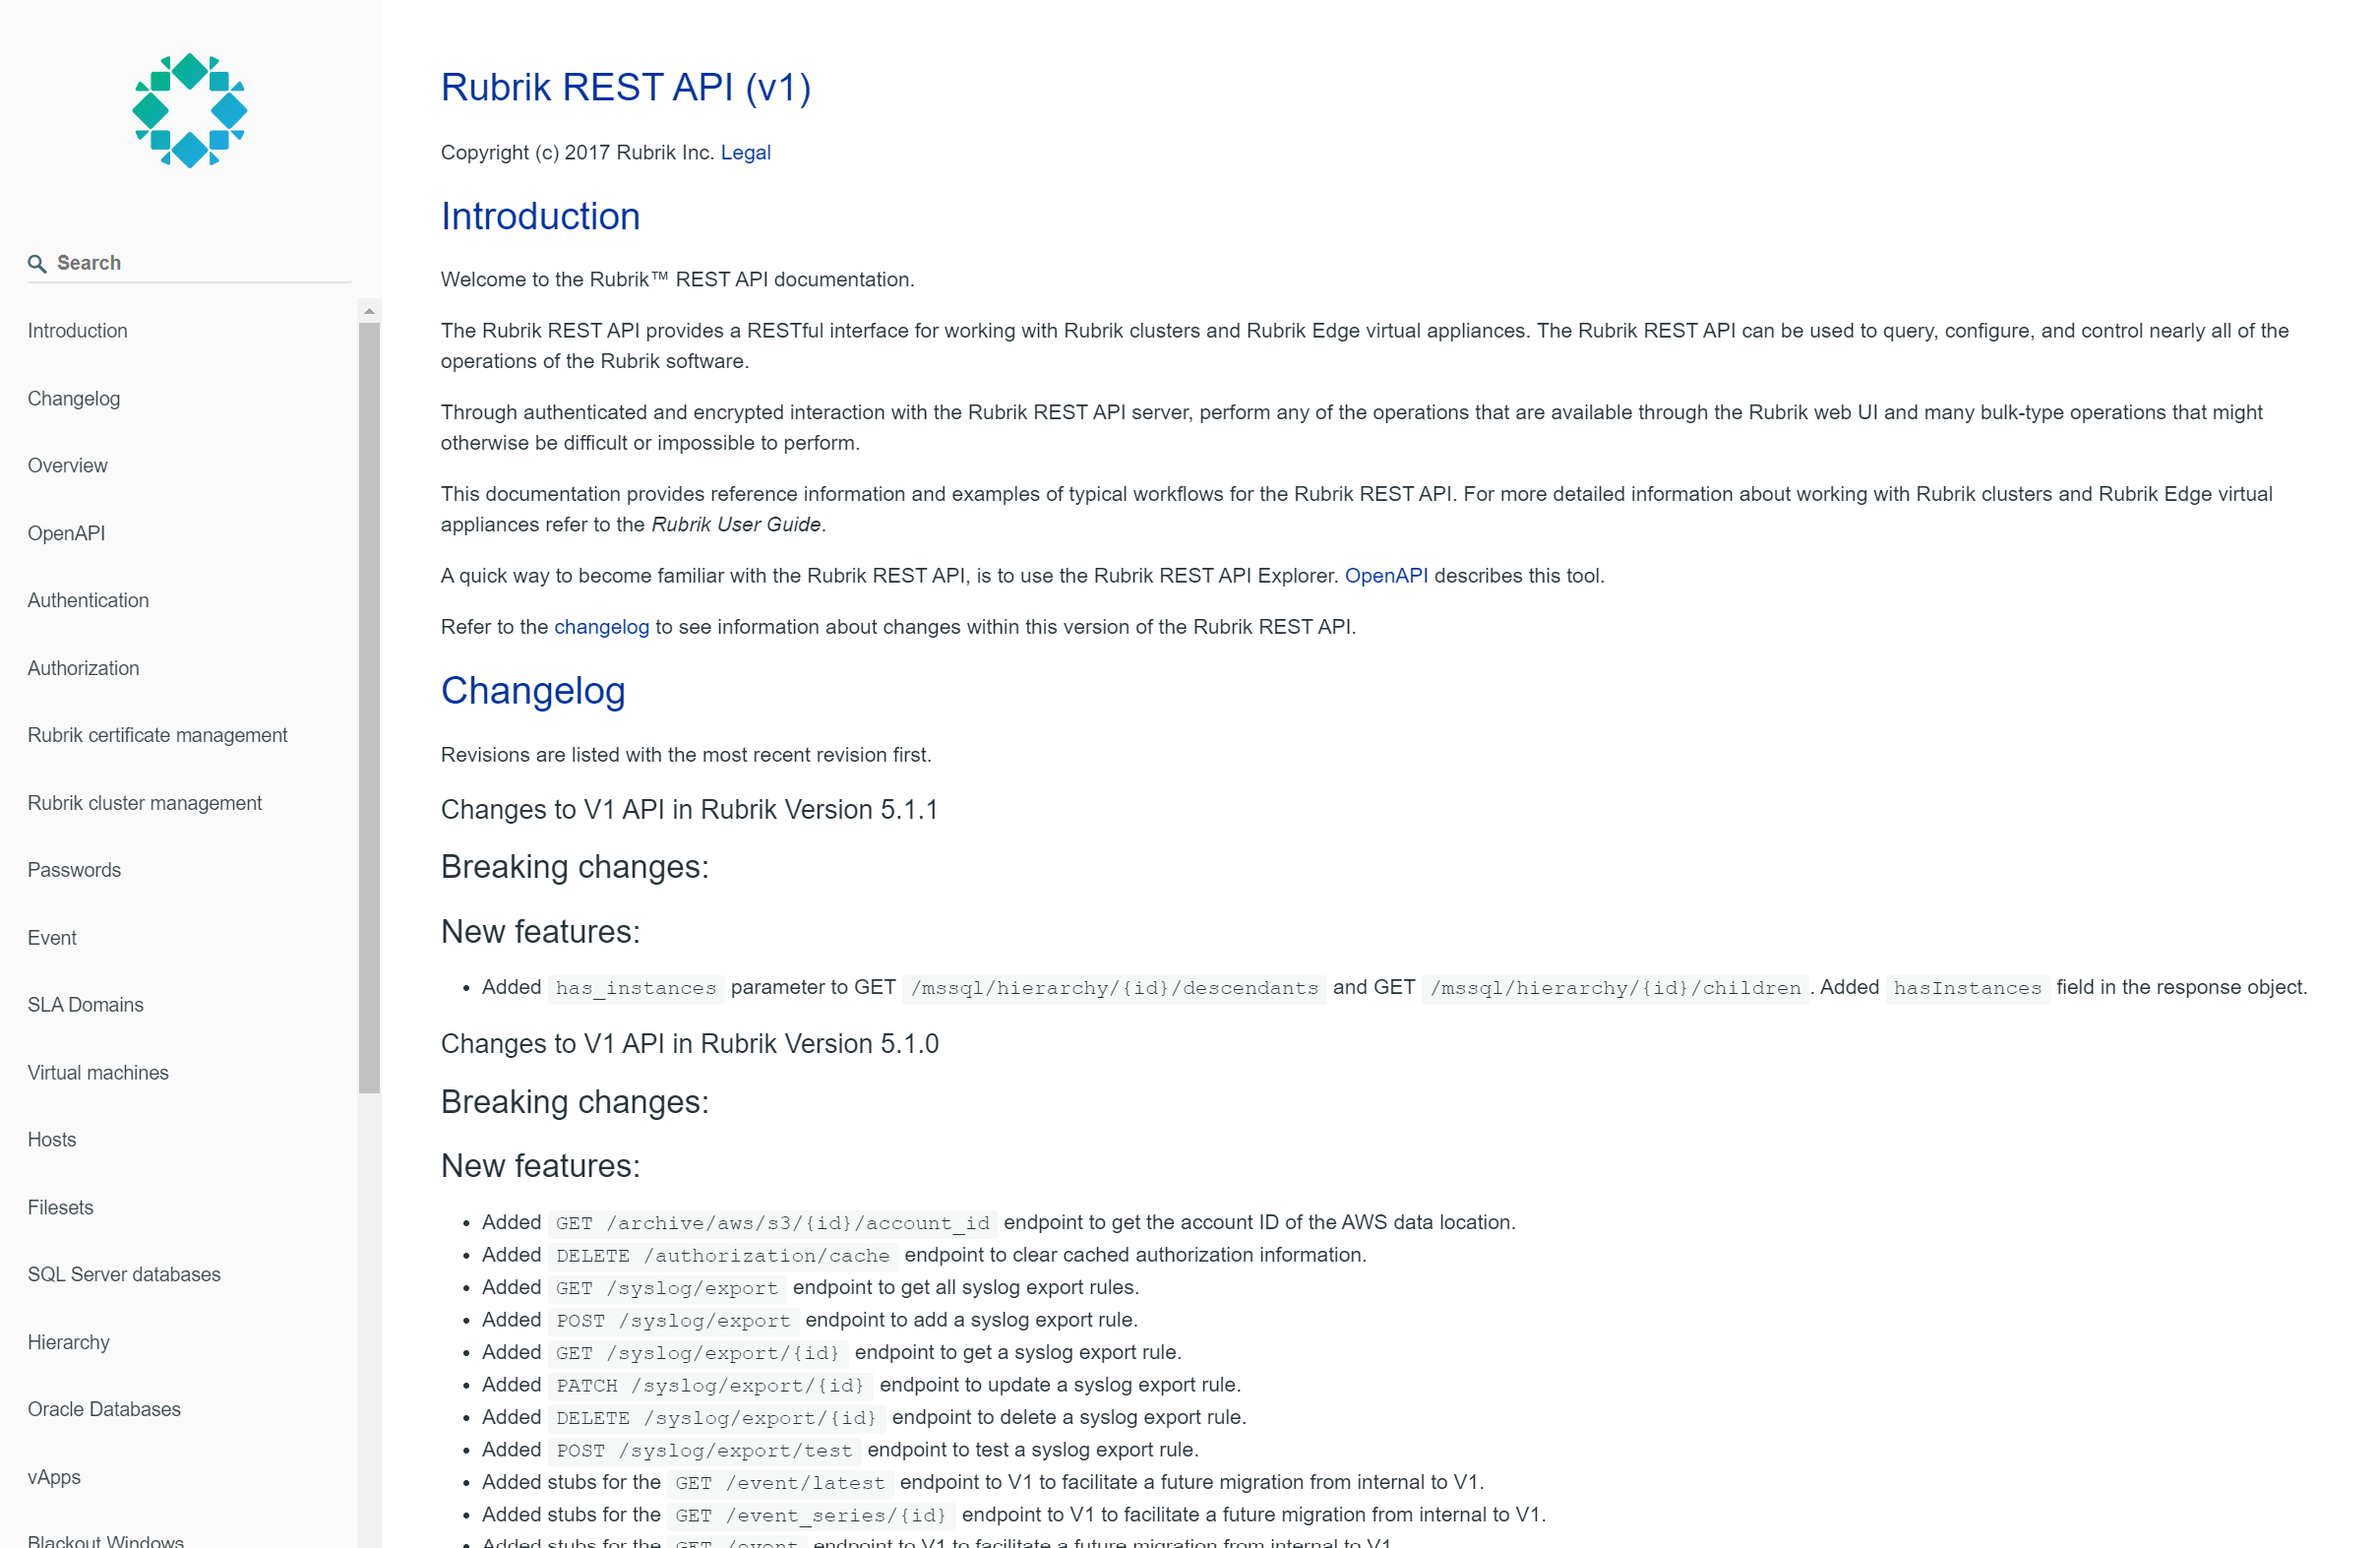 Search
Introduction
Changelog
Overview
OpenAPI
Authentication
Authorization
Rubrik certificate management
Rubrik cluster management
Passwords
Event
SLA Domains
Virtual machines
Hosts
Filesets
SQL Server databases
Hierarchy
Oracle Databases
vApps
Blackout Windows
Rubrik REST API (v1)
Copyright (c) 2017 Rubrik Inc. Legal
Introduction
Welcome to the Rubrik™ REST API documentation.
The Rubrik REST API provides a RESTful interface for working with Rubrik clusters and Rubrik Edge virtual appliances. The Rubrik REST API can be used to query, configure, and control nearly all of the
operations of the Rubrik software.
Through authenticated and encrypted interaction with the Rubrik REST API server, perform any of the operations that are available through the Rubrik web UI and many bulk-type operations that might
otherwise be difficult or impossible to perform.
This documentation provides reference information and examples of typical workflows for the Rubrik REST API. For more detailed information about working with Rubrik clusters and Rubrik Edge virtual
appliances refer to the Rubrik User Guide.
A quick way to become familiar with the Rubrik REST API, is to use the Rubrik REST API Explorer. OpenAPI describes this tool.
Refer to the changelog to see information about changes within this version of the Rubrik REST API.
Changelog
Revisions are listed with the most recent revision first.
Changes to V1 API in Rubrik Version 5.1.1
Breaking changes:
New features:
• Added has_instances parameter to GET /mssql/hierarchy/{id}/descendants and GET /mssql/hierarchy/{id}/children. Added hasInstances field in the response object.
Changes to V1 API in Rubrik Version 5.1.0
Breaking changes:
New features:
• Added GET /archive/aws/s3/{id}/account_id endpoint to get the account ID of the AWS data location.
• Added DELETE /authorization/cache endpoint to clear cached authorization information.
• Added GET /syslog/export endpoint to get all syslog export rules.
• Added POST /syslog/export endpoint to add a syslog export rule.
• Added GET /syslog/export/{id} endpoint to get a syslog export rule.
• Added PATCH /syslog/export/{id} endpoint to update a syslog export rule.
• Added DELETE /syslog/export/{id} endpoint to delete a syslog export rule.
• Added POST /syslog/export/test endpoint to test a syslog export rule.
• Added stubs for the GET /event/latest endpoint to V1 to facilitate a future migration from internal to V1.
• Added stubs for the GET /event_series/{id} endpoint to V1 to facilitate a future migration from internal to V1.
• Added stubs for the GET /event endpoint to V1 to facilitate a future migration from internal to V1.